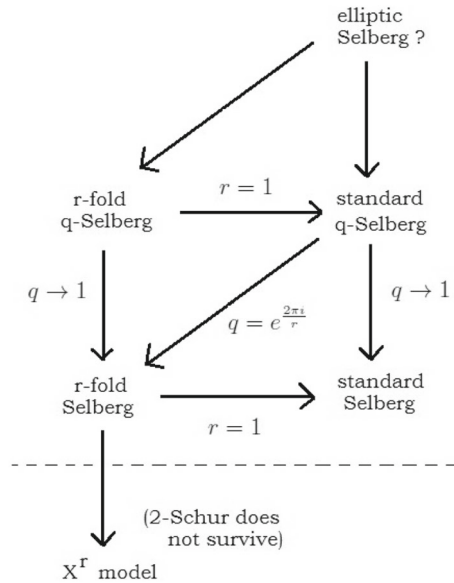 elliptic
Selberg ?
r = 1
r-fold
q-Selberg
standard
q-Selberg
q → 1
q → 1
q = e^{\frac{2πi}{r}}
r-fold
Selberg
standard
Selberg
r = 1
(2-Schur does
not survive)
X^r model